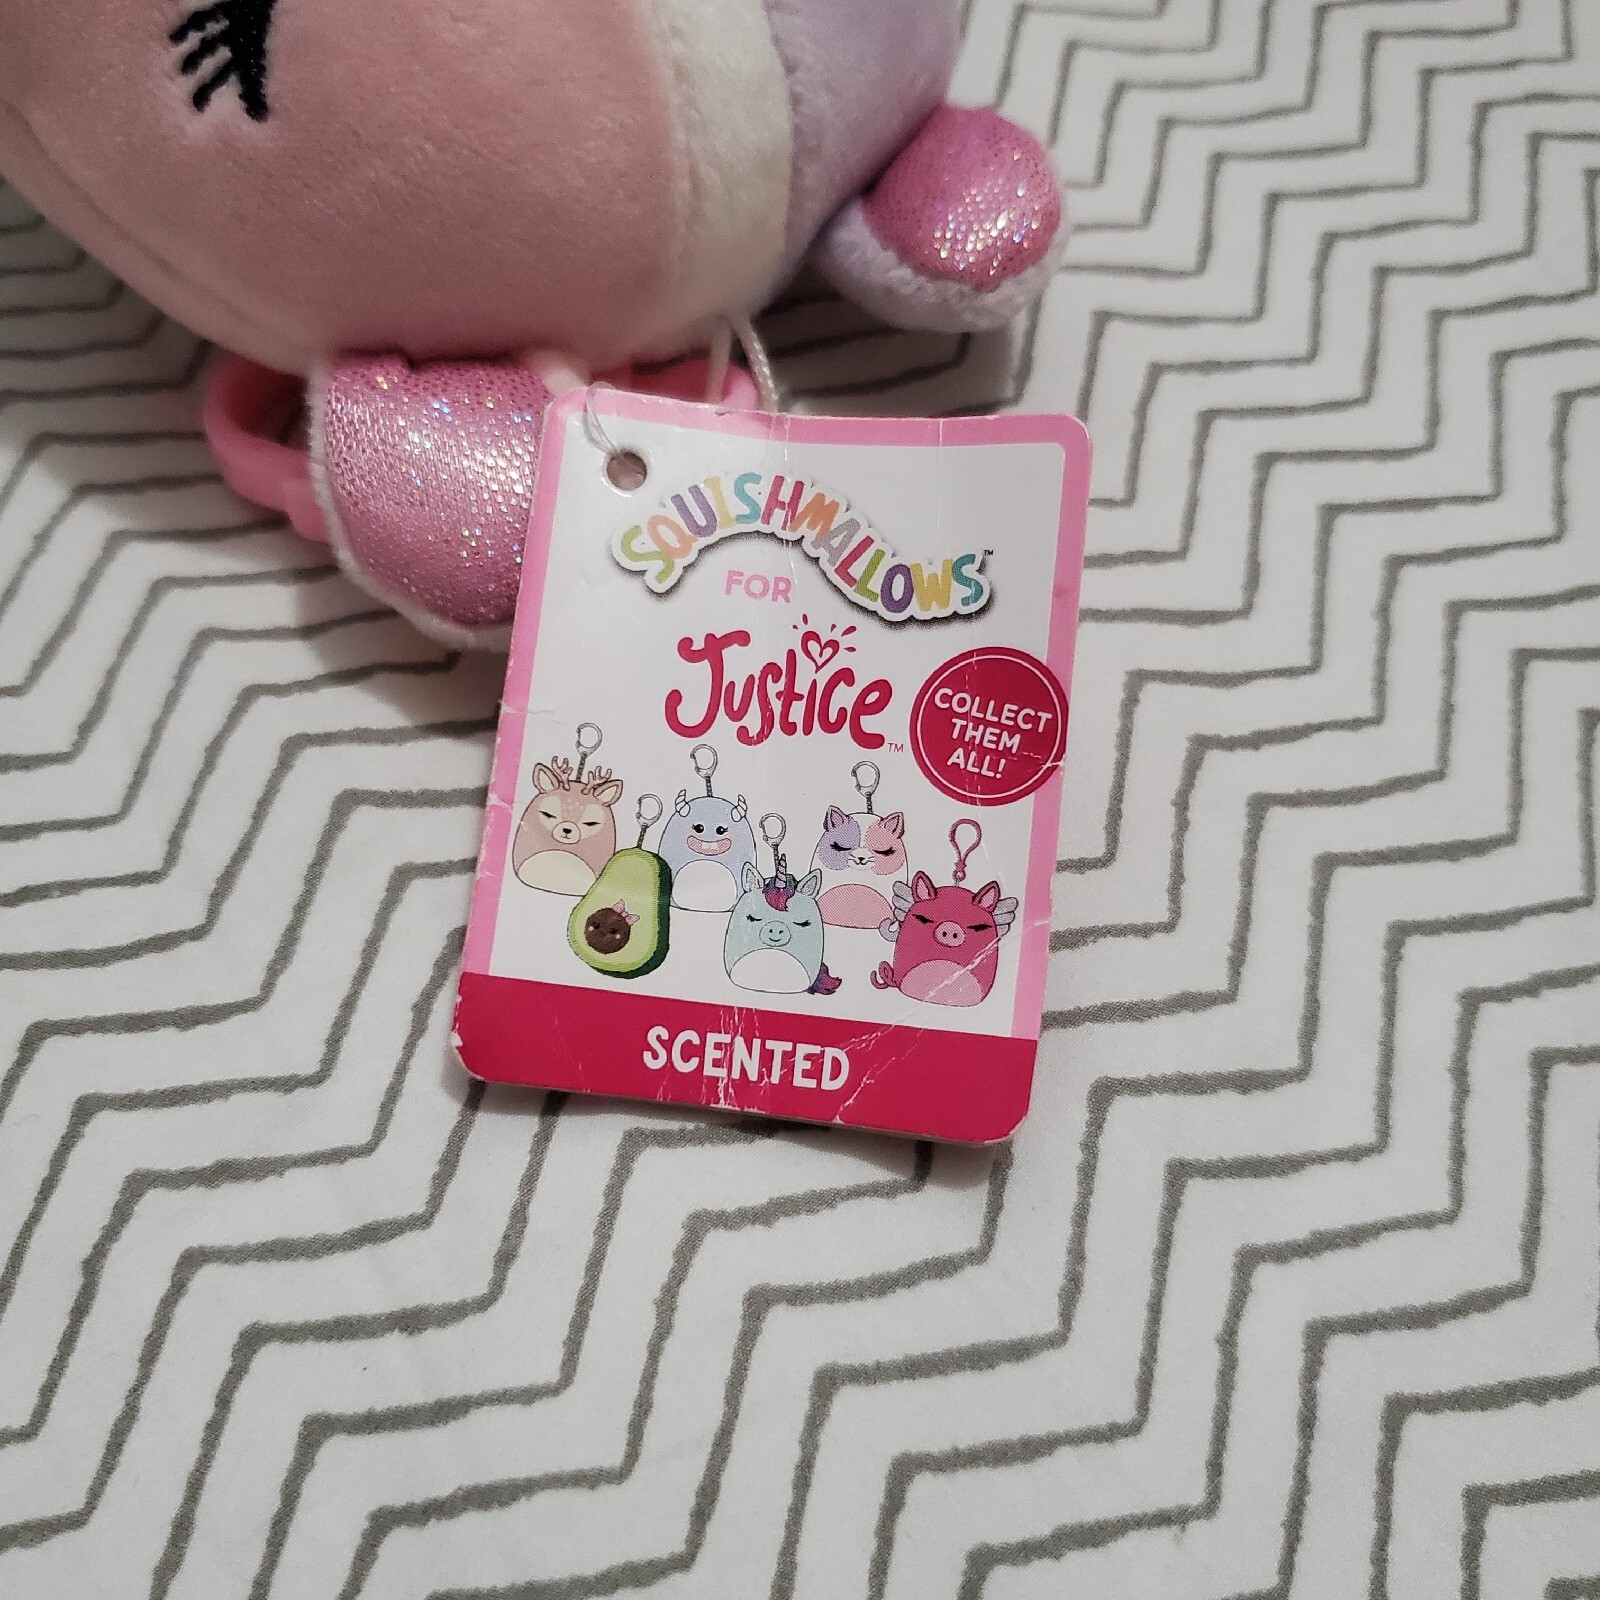 SQUISHMALLOWS™
FOR
Justice™
COLLECT
THEM
ALL!
SCENTED